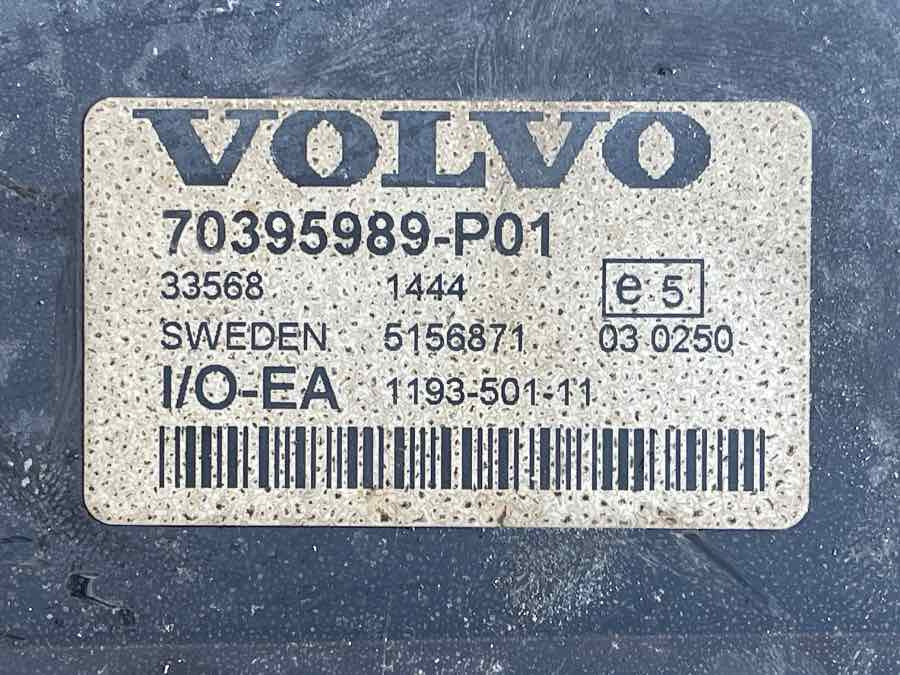 VOLVO
70395989-P01
33568 1444 e 5
SWEDEN 5156871 03 0250
I/O-EA 1193-501-11